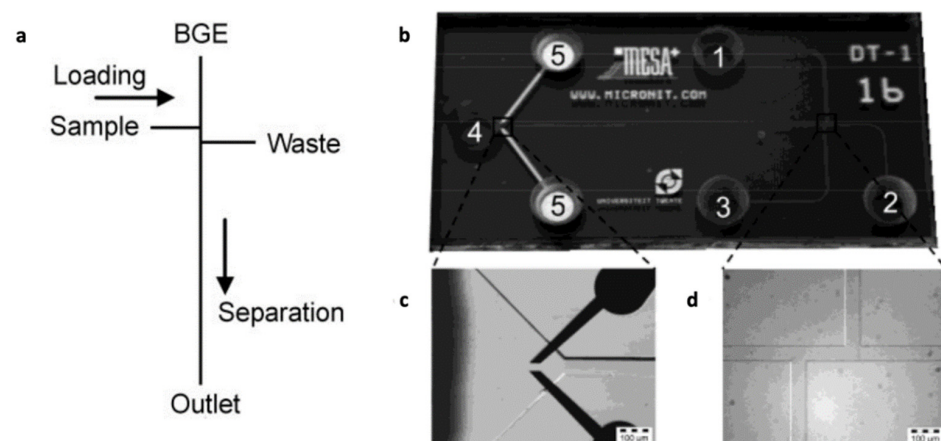 a
BGE
Loading
Sample
Waste
Separation
Outlet
b
5
MESA+
1
DT-1
16
WWW.MICRONIT.COM
4
5
UNIVERSITEIT TWENTE
3
2
c
100 µm
d
100 µm